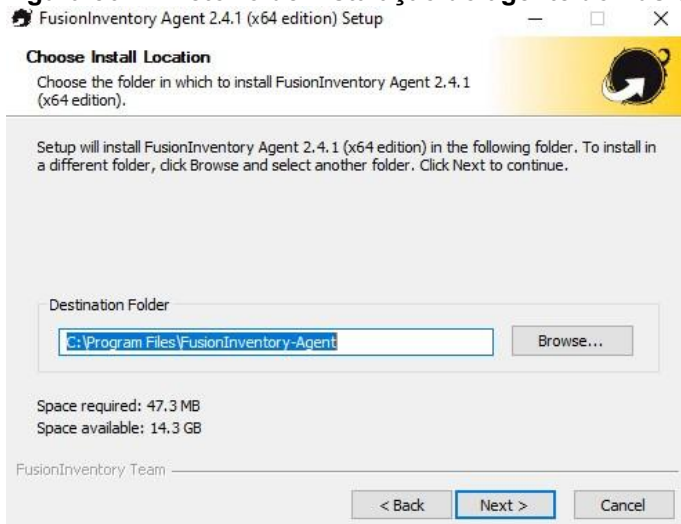 FusionInventory Agent 2.4.1 (x64 edition) Setup
Choose Install Location
Choose the folder in which to install FusionInventory Agent 2.4.1
(x64 edition).
Setup will install FusionInventory Agent 2.4.1 (x64 edition) in the following folder. To install in
a different folder, click Browse and select another folder. Click Next to continue.
Destination Folder
C:\Program Files\FusionInventory-Agent
Browse...
Space required: 47.3 MB
Space available: 14.3 GB
FusionInventory Team
< Back
Next >
Cancel